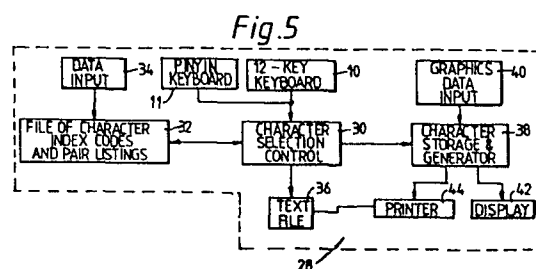 Fig.5
DATA INPUT
34
PINYIN KEYBOARD
11
12-KEY KEYBOARD
10
GRAPHICS DATA INPUT
40
FILE OF CHARACTER INDEX CODES AND PAIR LISTINGS
32
CHARACTER SELECTION CONTROL
30
CHARACTER STORAGE & GENERATOR
38
TEXT FILE
36
PRINTER
44
DISPLAY
42
28